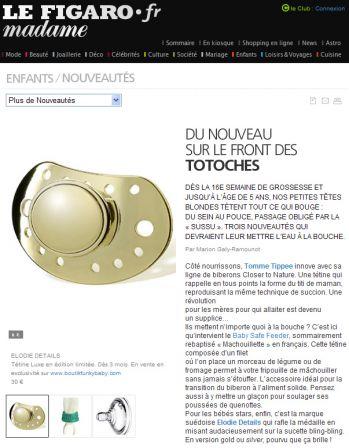 LE FIGARO.fr
madame
le Club : Connexion
Sommaire
En kiosque
Shopping en ligne
News
Astro
Mode
Beauté
Joaillerie
Déco
Célébrités
Culture
Société
Mariage
Enfants
Loisirs & Voyages
Cuisine
ENFANTS / NOUVEAUTÉS
Plus de Nouveautés
DU NOUVEAU
SUR LE FRONT DES
TOTOCHES
DÈS LA 16E SEMAINE DE GROSSESSE ET
JUSQU'À L'ÂGE DE 5 ANS, NOS PETITES TÊTES
BLONDES TÈTENT TOUT CE QUI BOUGE :
DU SEIN AU POUCE, PASSAGE OBLIGÉ PAR LA
« SUSSU ». TROIS NOUVEAUTÉS QUI
DEVRAIENT LEUR METTRE L'EAU À LA BOUCHE.
Par Marion Galy-Ramounot
Côté nourrissons, Tomme Tippee innove avec sa
ligne de biberons Closer to Nature. Une tétine qui
rappelle en tous points la forme du titi de maman,
reproduisant la même technique de succion. Une
révolution
pour les mères pour qui allaiter est devenu
un supplice...
Ils mettent n'importe quoi à la bouche ? C'est ici
qu'intervient le Baby Safe Feeder, sommairement
rebaptisé « Machouillette » en français. Cette tétine
composée d'un filet
où l'on place un morceau de légume ou de
fromage permet à votre fripouille de mâchouiller
sans jamais s'étouffer. L'accessoire idéal pour la
transition du biberon à l'aliment solide. Pensez
aussi à y mettre un glaçon pour soulager ses
poussées de quenottes.
Pour les bébés stars, enfin, c'est la marque
suédoise Elodie Details qui rafle la médaille en
misant audacieusement sur la sucette bling-bling.
En version gold ou silver, pourvu que ça brille !
ELODIE DETAILS
Tétine Luxe en édition limitée. Dès 3 mois. En vente en
exclusivité sur www.boutikfunkybaby.com
30 €